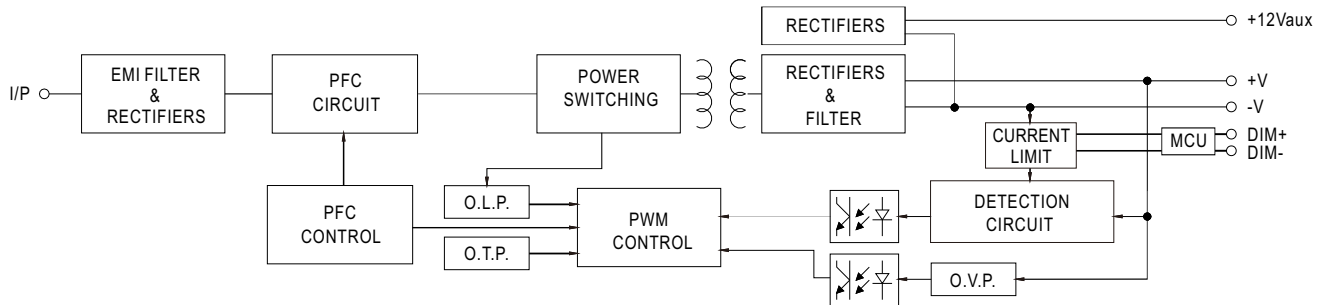 RECTIFIERS
+12Vaux
I/P
EMI FILTER
&
RECTIFIERS
PFC
CIRCUIT
POWER
SWITCHING
RECTIFIERS
&
FILTER
+V
-V
CURRENT
LIMIT
MCU
DIM+
DIM-
PFC
CONTROL
O.L.P.
O.T.P.
PWM
CONTROL
DETECTION
CIRCUIT
O.V.P.